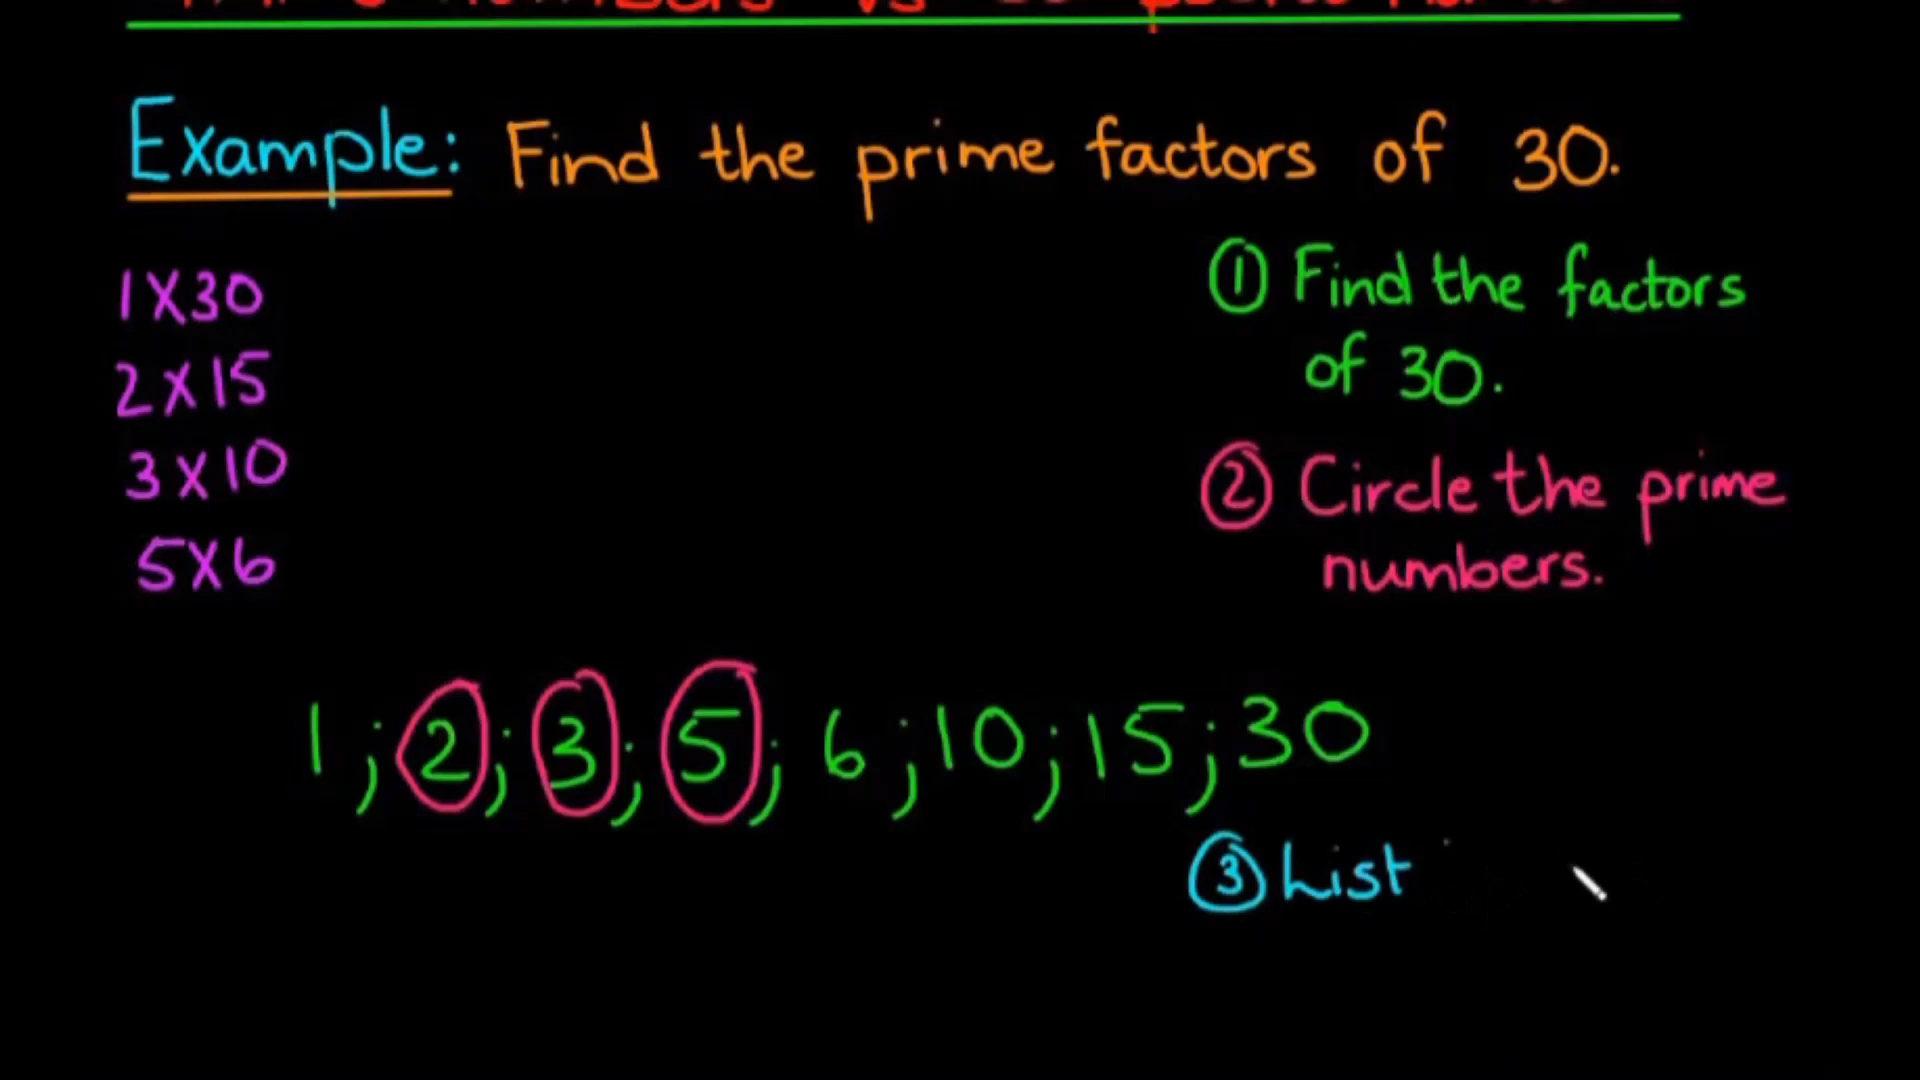 Example: Find the prime factors of 30.
1X30
2X15
3X10
5X6
① Find the factors
of 30.
② Circle the prime
numbers.
1;2;3;5;6;10;15;30
③ List